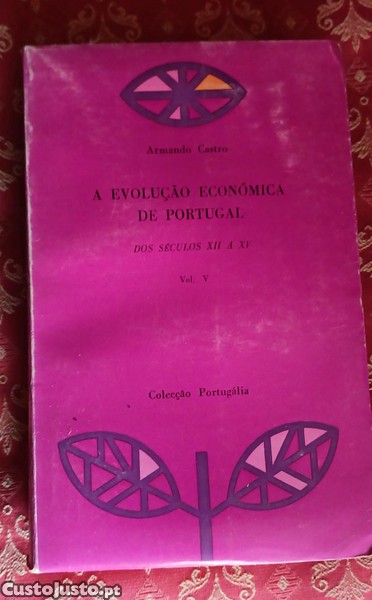 Armando Castro
A EVOLUÇÃO ECONÓMICA
DE PORTUGAL
DOS SÉCULOS XII A XV
Vol. V
Colecção Portugália
CustoJusto.pt